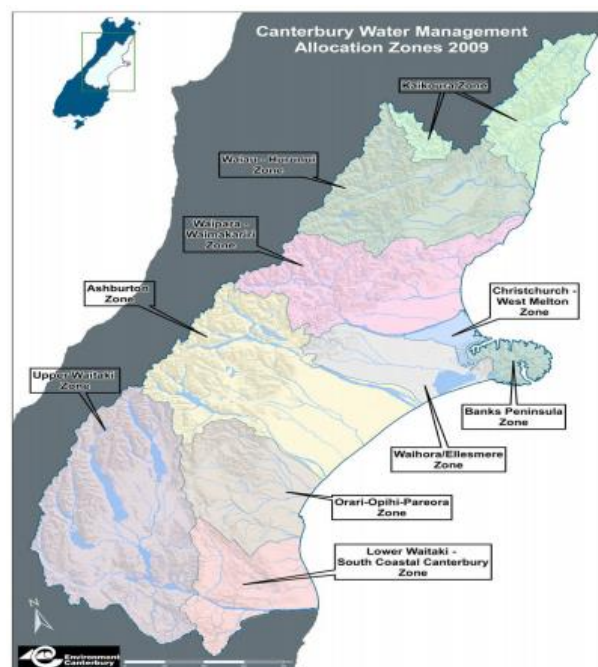 Canterbury Water Management
Allocation Zones 2009
Kaikoura Zone
Waiau - Hurunui
Zone
Waipara -
Waimakariri
Zone
Ashburton
Zone
Christchurch -
West Melton
Zone
Upper Waitaki
Zone
Banks Peninsula
Zone
Waihora/Ellesmere
Zone
Orari-Opihi-Pareora
Lower Waitaki -
South Coastal Canterbury
Zone
N
Environment
Canterbury